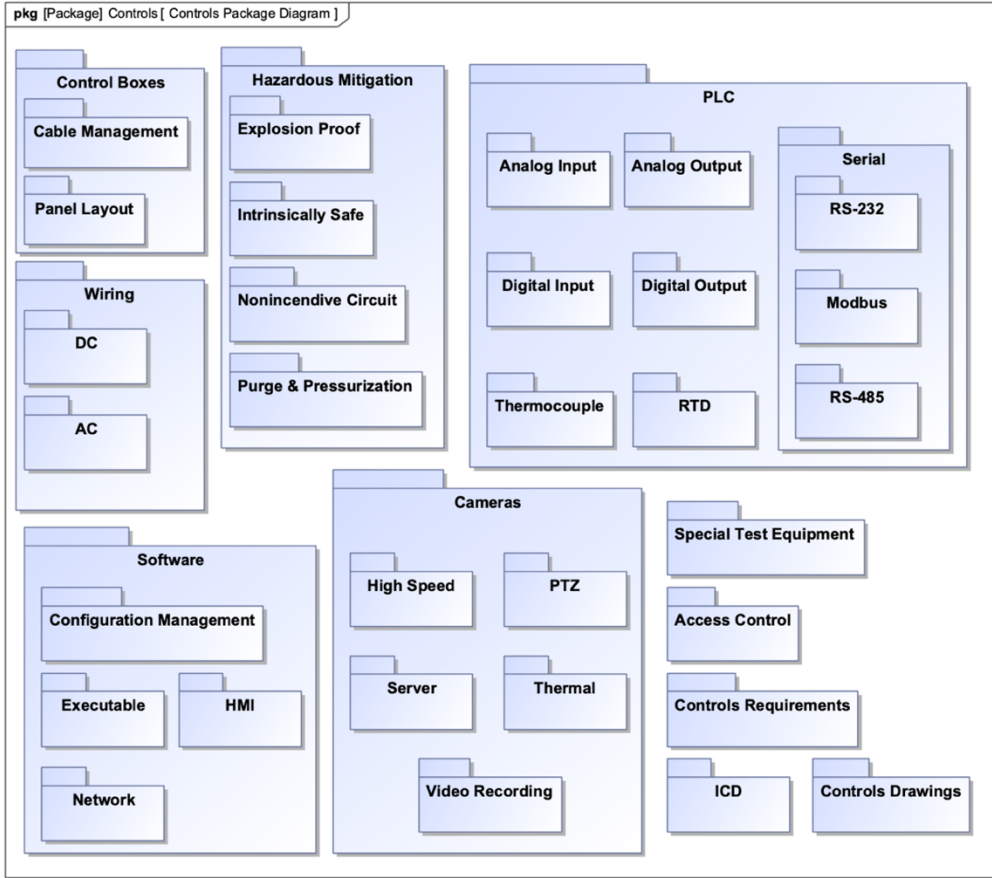 pkg [Package] Controls [ Controls Package Diagram ]
Control Boxes
Cable Management
Panel Layout
Wiring
DC
AC
Hazardous Mitigation
Explosion Proof
Intrinsically Safe
Nonincendive Circuit
Purge & Pressurization
PLC
Analog Input
Analog Output
Digital Input
Digital Output
Thermocouple
RTD
Serial
RS-232
Modbus
RS-485
Software
Configuration Management
Executable
HMI
Network
Cameras
High Speed
PTZ
Server
Thermal
Video Recording
Special Test Equipment
Access Control
Controls Requirements
ICD
Controls Drawings